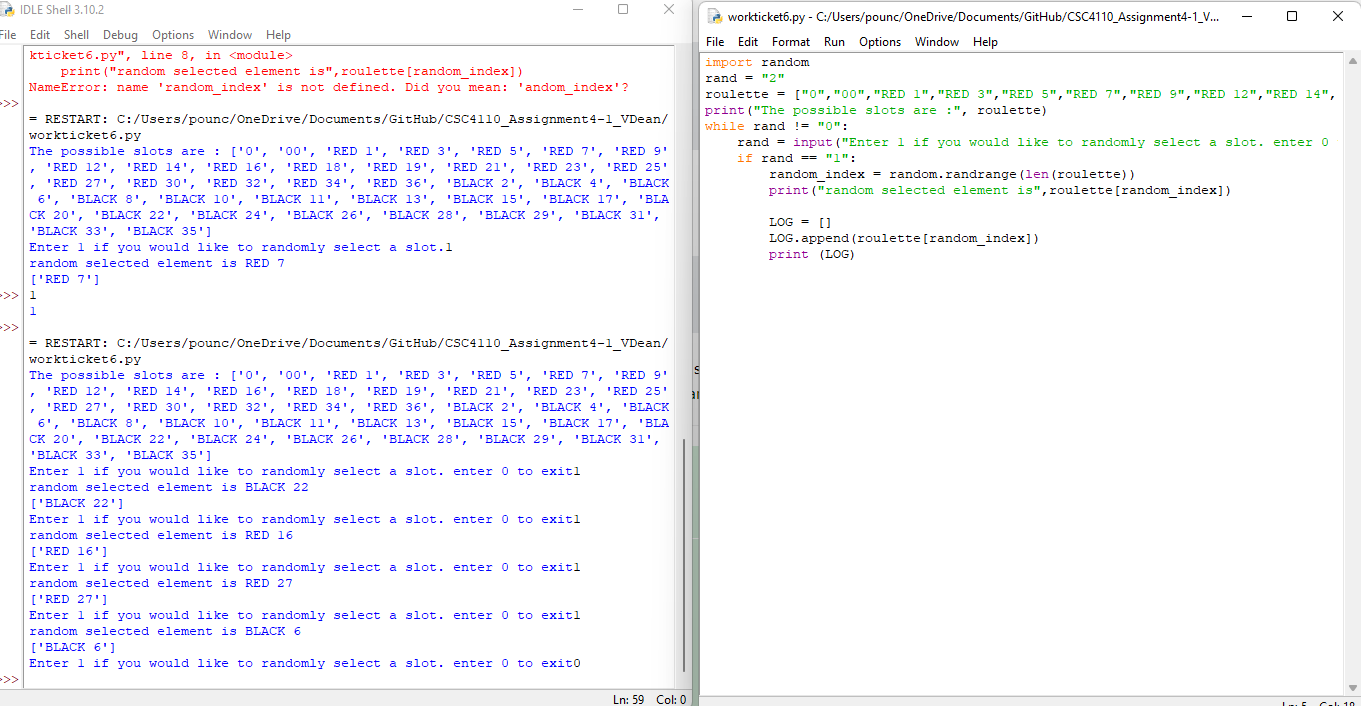 IDLE Shell 3.10.2
File Edit Shell Debug Options Window Help
kticket6.py", line 8, in <module>
print("random selected element is",roulette[random_index])
NameError: name 'random_index' is not defined. Did you mean: 'andom_index'?
>>>
= RESTART: C:/Users/pounc/OneDrive/Documents/GitHub/CSC4110_Assignment4-1_VDean/
workticket6.py
The possible slots are : ['0', '00', 'RED 1', 'RED 3', 'RED 5', 'RED 7', 'RED 9'
, 'RED 12', 'RED 14', 'RED 16', 'RED 18', 'RED 19', 'RED 21', 'RED 23', 'RED 25'
, 'RED 27', 'RED 30', 'RED 32', 'RED 34', 'RED 36', 'BLACK 2', 'BLACK 4', 'BLACK
6', 'BLACK 8', 'BLACK 10', 'BLACK 11', 'BLACK 13', 'BLACK 15', 'BLACK 17', 'BLA
CK 20', 'BLACK 22', 'BLACK 24', 'BLACK 26', 'BLACK 28', 'BLACK 29', 'BLACK 31',
'BLACK 33', 'BLACK 35']
Enter 1 if you would like to randomly select a slot.1
random selected element is RED 7
['RED 7']
>>> 1
1
>>>
= RESTART: C:/Users/pounc/OneDrive/Documents/GitHub/CSC4110_Assignment4-1_VDean/
workticket6.py
The possible slots are : ['0', '00', 'RED 1', 'RED 3', 'RED 5', 'RED 7', 'RED 9'
, 'RED 12', 'RED 14', 'RED 16', 'RED 18', 'RED 19', 'RED 21', 'RED 23', 'RED 25'
, 'RED 27', 'RED 30', 'RED 32', 'RED 34', 'RED 36', 'BLACK 2', 'BLACK 4', 'BLACK
6', 'BLACK 8', 'BLACK 10', 'BLACK 11', 'BLACK 13', 'BLACK 15', 'BLACK 17', 'BLA
CK 20', 'BLACK 22', 'BLACK 24', 'BLACK 26', 'BLACK 28', 'BLACK 29', 'BLACK 31',
'BLACK 33', 'BLACK 35']
Enter 1 if you would like to randomly select a slot. enter 0 to exit1
random selected element is BLACK 22
['BLACK 22']
Enter 1 if you would like to randomly select a slot. enter 0 to exit1
random selected element is RED 16
['RED 16']
Enter 1 if you would like to randomly select a slot. enter 0 to exit1
random selected element is RED 27
['RED 27']
Enter 1 if you would like to randomly select a slot. enter 0 to exit1
random selected element is BLACK 6
['BLACK 6']
Enter 1 if you would like to randomly select a slot. enter 0 to exit0
>>>
Ln: 59 Col: 0
workticket6.py - C:/Users/pounc/OneDrive/Documents/GitHub/CSC4110_Assignment4-1_V...
File Edit Format Run Options Window Help
import random
rand = "2"
roulette = ["0","00","RED 1","RED 3","RED 5","RED 7","RED 9","RED 12","RED 14",
print("The possible slots are :", roulette)
while rand != "0":
rand = input("Enter 1 if you would like to randomly select a slot. enter 0
if rand == "1":
random_index = random.randrange(len(roulette))
print("random selected element is",roulette[random_index])
LOG = []
LOG.append(roulette[random_index])
print (LOG)
Ln: 5 Col: 18